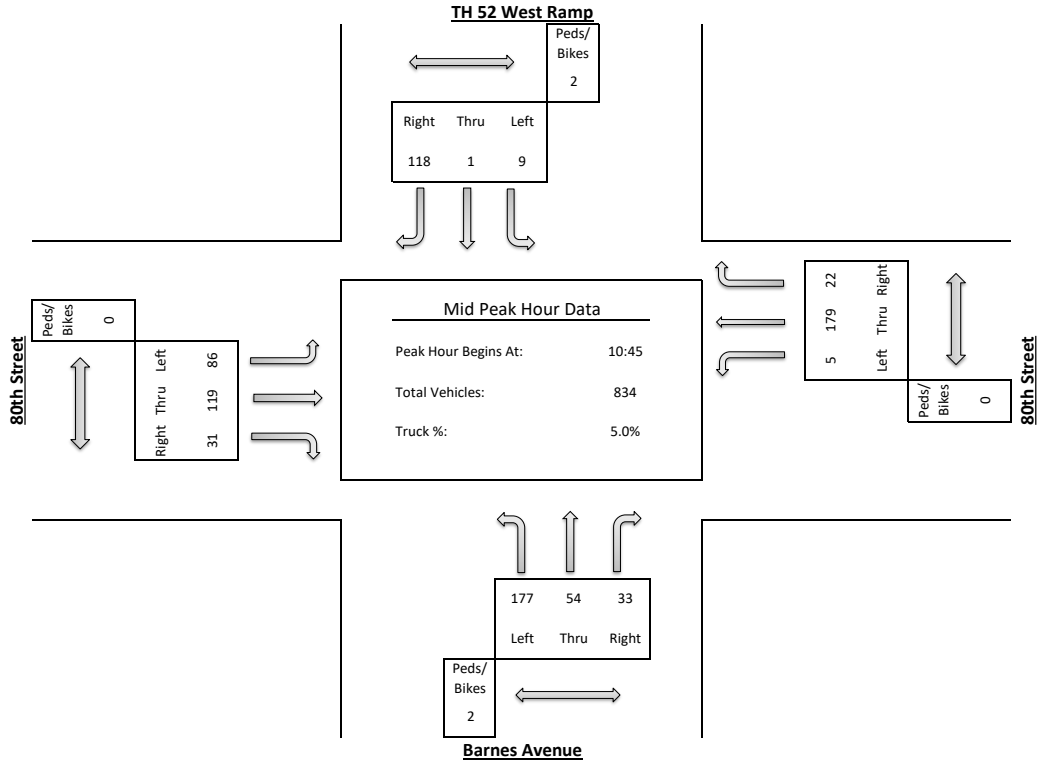 TH 52 West Ramp
Peds/
Bikes
2
Right Thru Left
118 1 9
Peds/
Bikes
0
80th Street
Left 86
Thru 119
Right 31
Mid Peak Hour Data
Peak Hour Begins At: 10:45
Total Vehicles: 834
Truck %: 5.0%
22 Right
179 Thru
5 Left
Peds/
Bikes
0
80th Street
177 54 33
Left Thru Right
Peds/
Bikes
2
Barnes Avenue